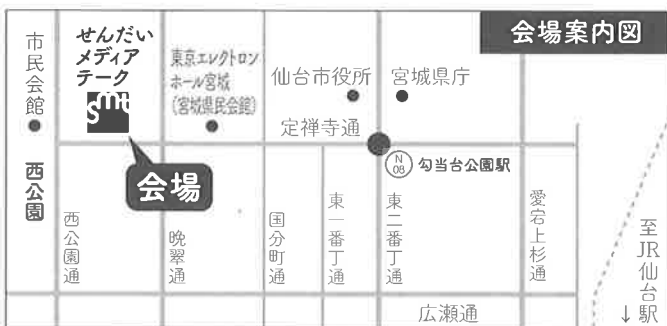 会場案内図
市民会館
せんだい
メディア
テーク
smt
東京エレクトロン
ホール宮城
(宮城県民会館)
仙台市役所
宮城県庁
定禅寺通
N
08
勾当台公園駅
会場
西公園
西公園通
晩翠通
国分町通
東一番丁通
東二番丁通
愛宕上杉通
至JR仙台駅
↓
広瀬通